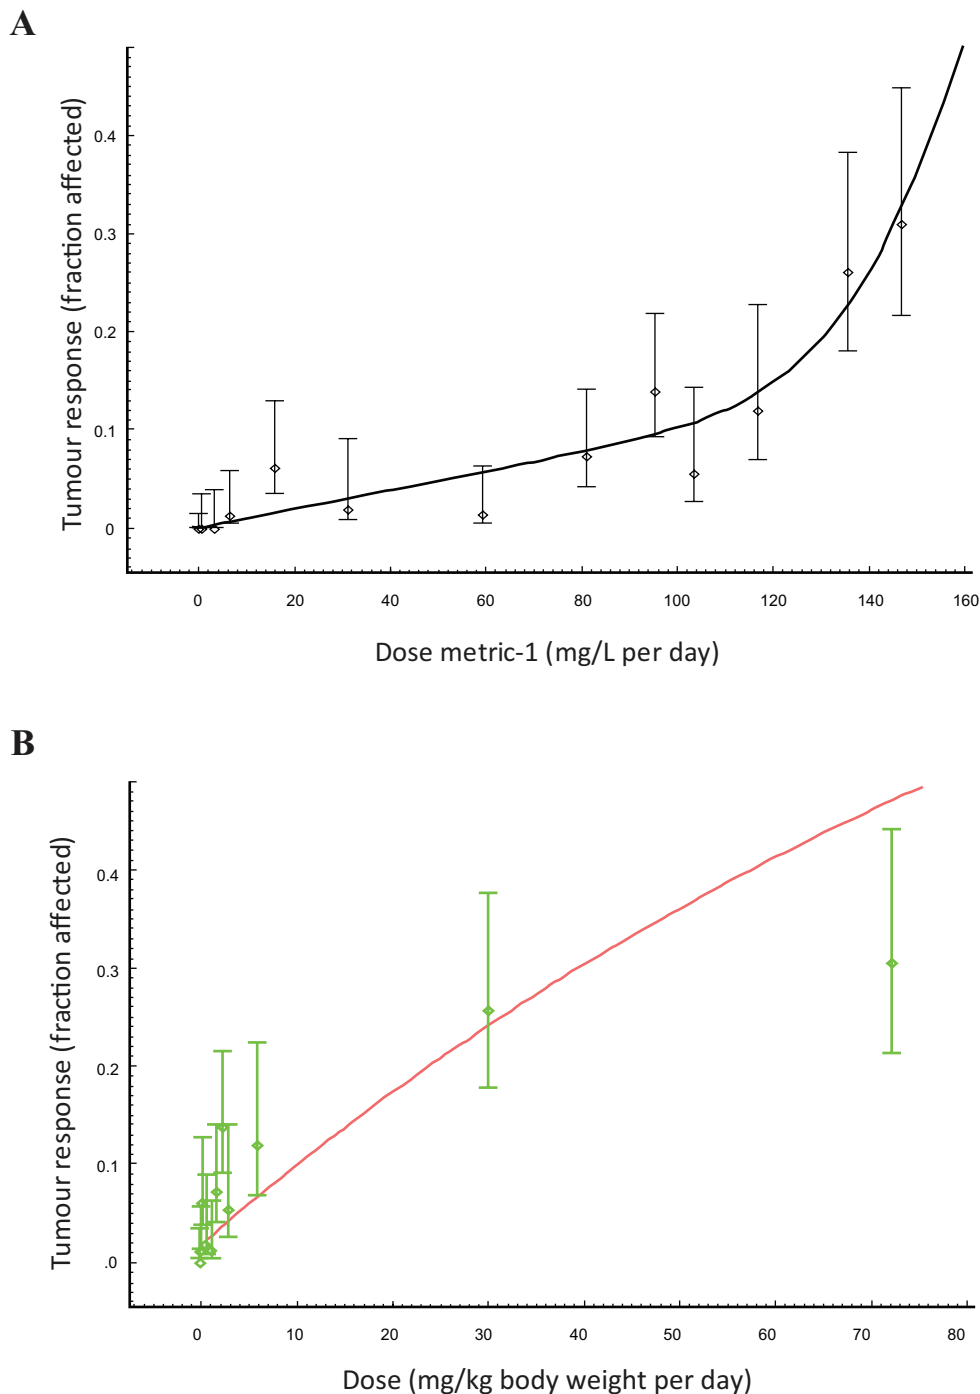 A
Tumour response (fraction affected)
0.4
0.3
0.2
0.1
0
0 20 40 60 80 100 120 140 160
Dose metric-1 (mg/L per day)
B
Tumour response (fraction affected)
0.4
0.3
0.2
0.1
.0
0 10 20 30 40 50 60 70 80
Dose (mg/kg body weight per day)